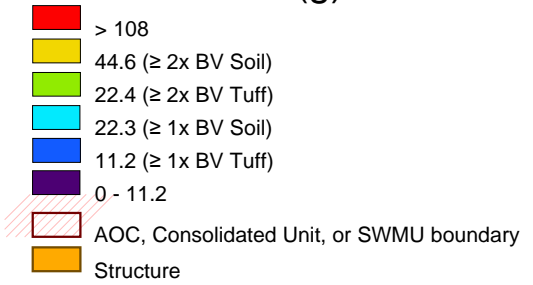 > 108
44.6 (≥ 2x BV Soil)
22.4 (≥ 2x BV Tuff)
22.3 (≥ 1x BV Soil)
11.2 (≥ 1x BV Tuff)
0 - 11.2
AOC, Consolidated Unit, or SWMU boundary
Structure